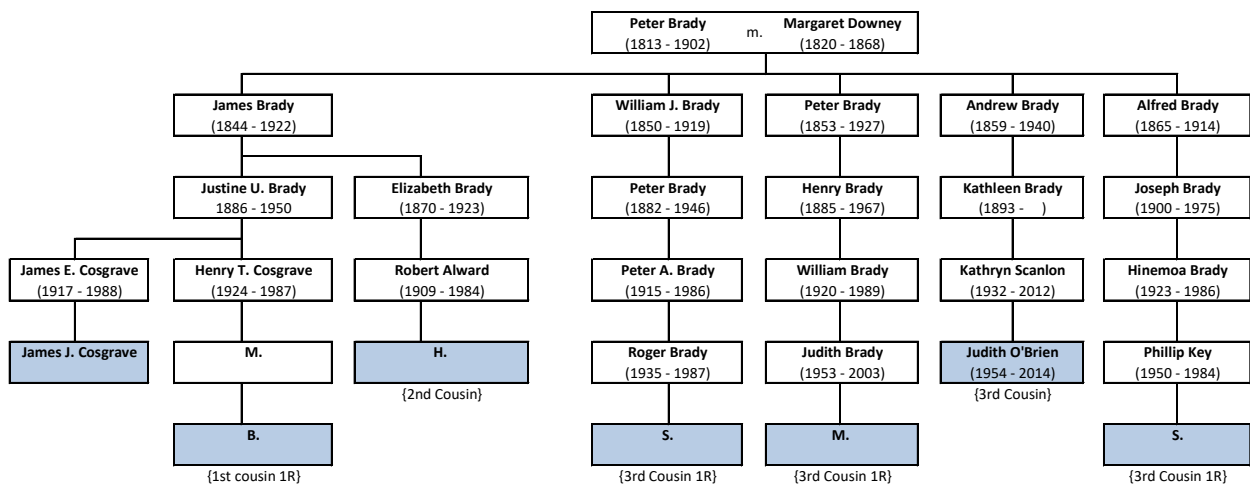 Peter Brady m. Margaret Downey
(1813 - 1902) (1820 - 1868)
James Brady William J. Brady Peter Brady Andrew Brady Alfred Brady
(1844 - 1922) (1850 - 1919) (1853 - 1927) (1859 - 1940) (1865 - 1914)
Justine U. Brady Elizabeth Brady Peter Brady Henry Brady Kathleen Brady Joseph Brady
1886 - 1950 (1870 - 1923) (1882 - 1946) (1885 - 1967) (1893 - ) (1900 - 1975)
James E. Cosgrave Henry T. Cosgrave Robert Alward Peter A. Brady William Brady Kathryn Scanlon Hinemoa Brady
(1917 - 1988) (1924 - 1987) (1909 - 1984) (1915 - 1986) (1920 - 1989) (1932 - 2012) (1923 - 1986)
James J. Cosgrave M. H. Roger Brady Judith Brady Judith O'Brien Phillip Key
(1935 - 1987) (1953 - 2003) (1954 - 2014) (1950 - 1984)
{2nd Cousin} {3rd Cousin}
B. S. M. S.
{1st cousin 1R} {3rd Cousin 1R} {3rd Cousin 1R} {3rd Cousin 1R}